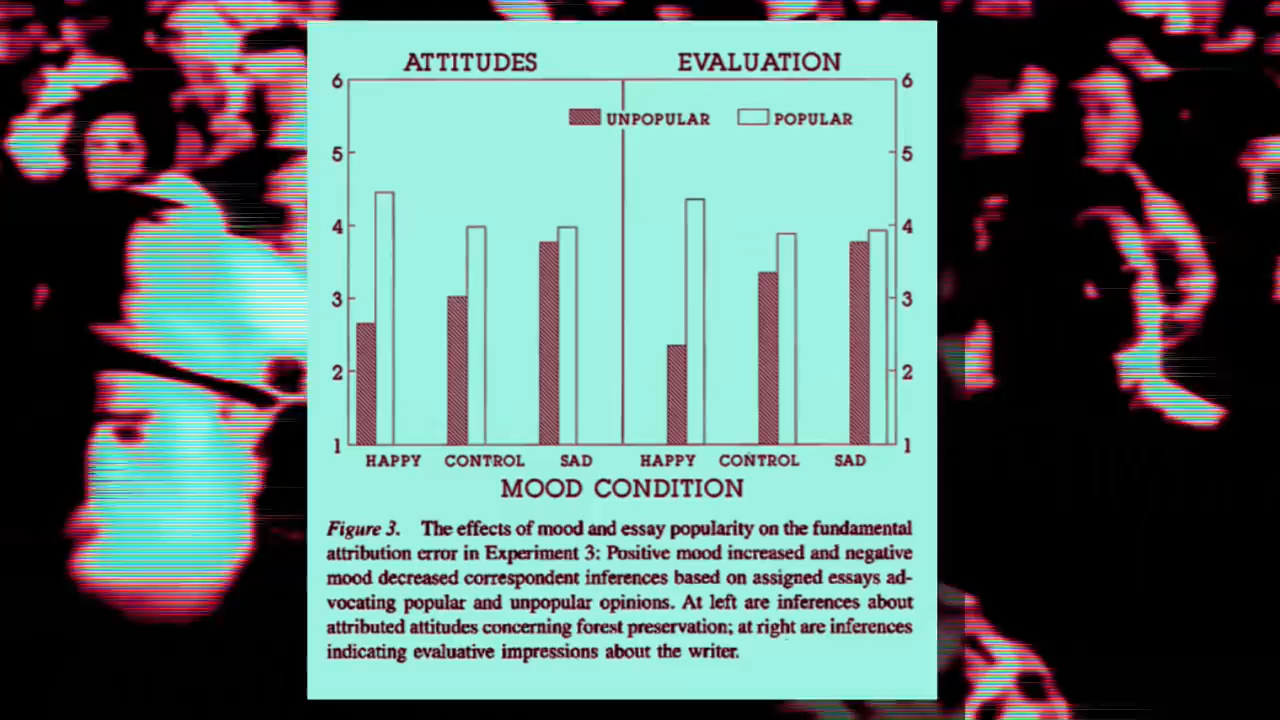 ATTITUDES EVALUATION
6 6
UNPOPULAR POPULAR
5 5
4 4
3 3
2 2
1 1
HAPPY CONTROL SAD HAPPY CONTROL SAD
MOOD CONDITION
Figure 3. The effects of mood and essay popularity on the fundamental
attribution error in Experiment 3: Positive mood increased and negative
mood decreased correspondent inferences based on assigned essays ad-
vocating popular and unpopular opinions. At left are inferences about
attributed attitudes concerning forest preservation; at right are inferences
indicating evaluative impressions about the writer.